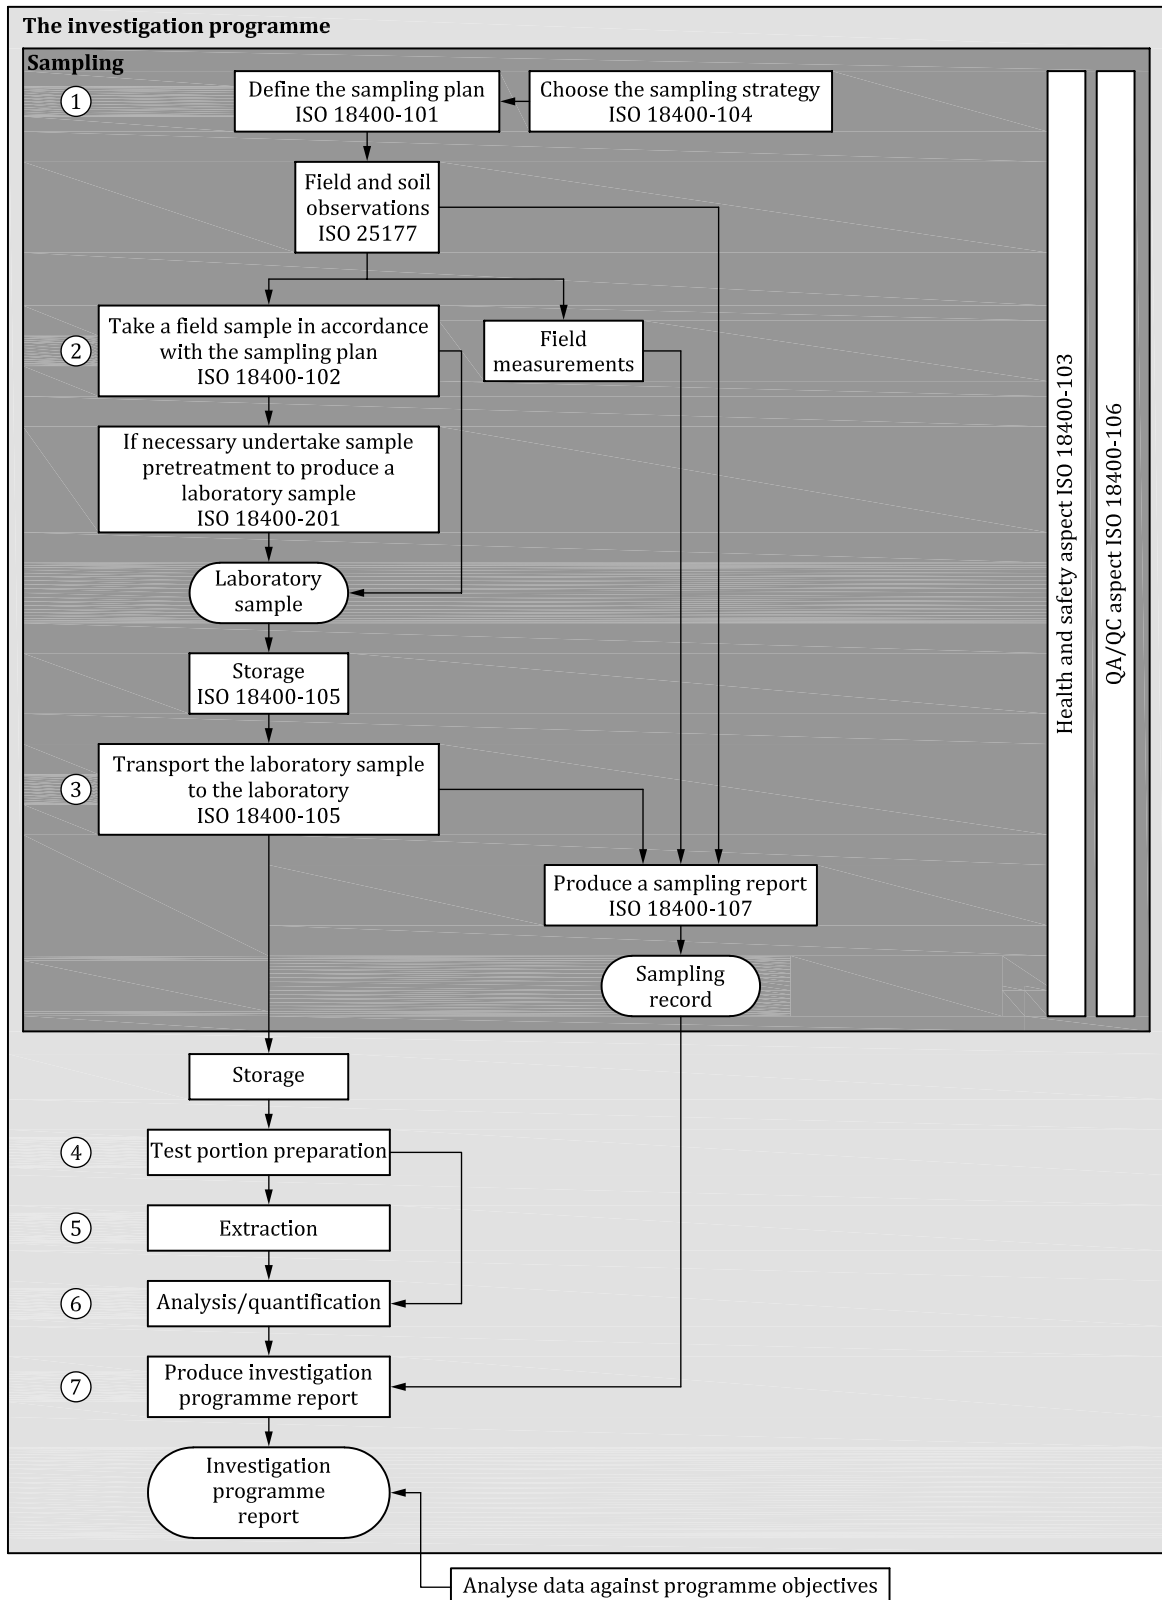 The investigation programme
Sampling
1
Define the sampling plan
ISO 18400-101
Choose the sampling strategy
ISO 18400-104
Field and soil
observations
ISO 25177
2
Take a field sample in accordance
with the sampling plan
ISO 18400-102
Field
measurements
If necessary undertake sample
pretreatment to produce a
laboratory sample
ISO 18400-201
Laboratory
sample
Storage
ISO 18400-105
3
Transport the laboratory sample
to the laboratory
ISO 18400-105
Produce a sampling report
ISO 18400-107
Sampling
record
Health and safety aspect ISO 18400-103
QA/QC aspect ISO 18400-106
Storage
4
Test portion preparation
5
Extraction
6
Analysis/quantification
7
Produce investigation
programme report
Investigation
programme
report
Analyse data against programme objectives